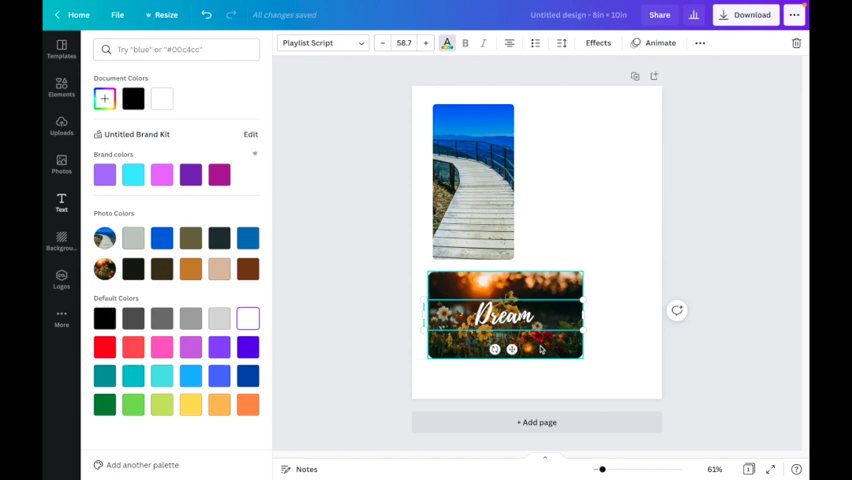 Home File Resize All changes saved Untitled design - 8in × 10in Share Download
Templates
Elements
Uploads
Photos
Text
Backgrou...
Logos
More
Try "blue" or "#00c4cc"
Document Colors
Untitled Brand Kit Edit
Brand colors
Photo Colors
Default Colors
Add another palette
Playlist Script 58.7 A B I Effects Animate
Dream
+ Add page
Notes 61% 1